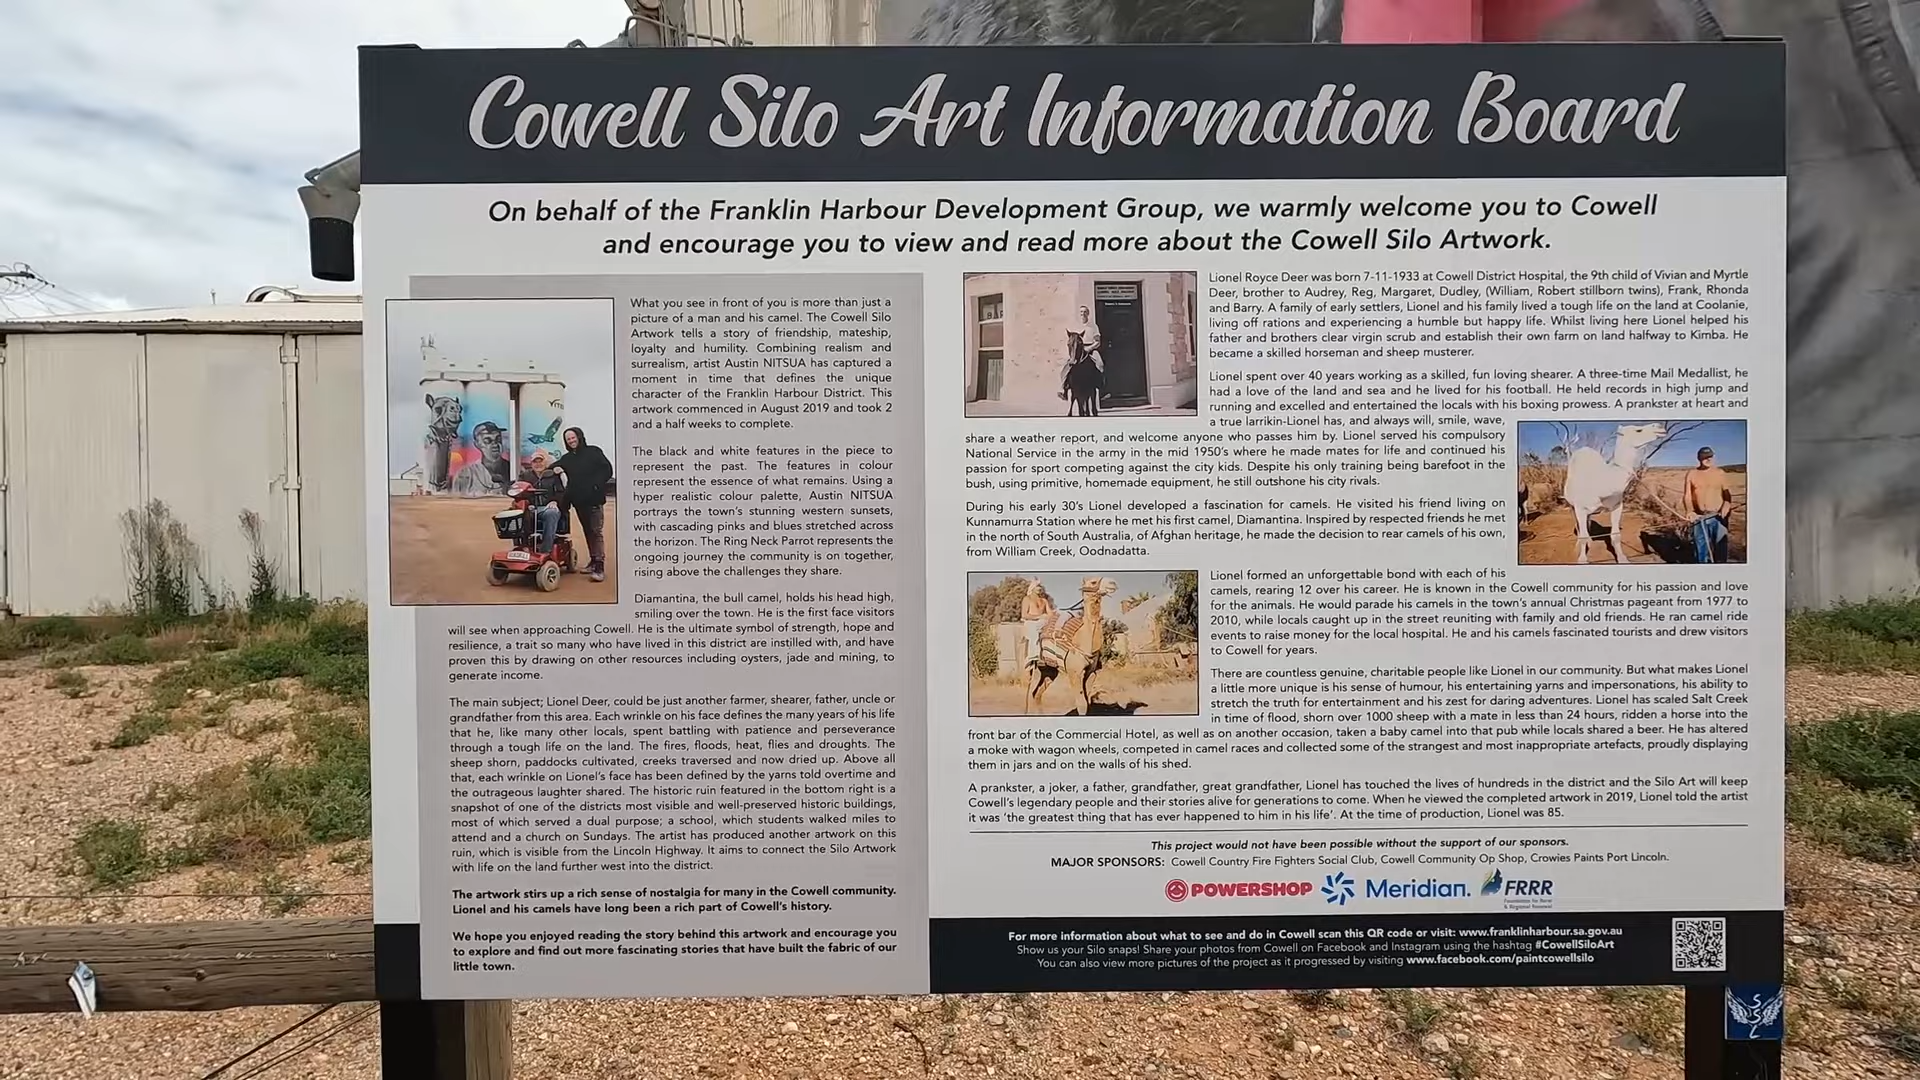 Cowell Silo Art Information Board
On behalf of the Franklin Harbour Development Group, we warmly welcome you to Cowell
and encourage you to view and read more about the Cowell Silo Artwork.
What you see in front of you is more than just a
picture of a man and his camel. The Cowell Silo
Artwork tells a story of friendship, mateship,
loyalty and humility. Combining realism and
surrealism, artist Austin NITSUA has captured a
moment in time that defines the unique
character of the Franklin Harbour District. This
artwork commenced in August 2019 and took 2
and a half weeks to complete.
The black and white features in the piece to
represent the past. The features in colour
represent the essence of what remains. Using a
hyper realistic colour palette, Austin NITSUA
portrays the town's stunning western sunsets,
with cascading pinks and blues stretched across
the horizon. The Ring Neck Parrot represents the
ongoing journey the community is on together,
rising above the challenges they share.
Diamantina, the bull camel, holds his head high,
smiling over the town. He is the first face visitors
will see when approaching Cowell. He is the ultimate symbol of strength, hope and
resilience, a trait so many who have lived in this district are instilled with, and have
proven this by drawing on other resources including oysters, jade and mining, to
generate income.
The main subject; Lionel Deer, could be just another farmer, shearer, father, uncle or
grandfather from this area. Each wrinkle on his face defines the many years of his life
that he, like many other locals, spent battling with patience and perseverance
through a tough life on the land. The fires, floods, heat, flies and droughts. The
sheep shorn, paddocks cultivated, creeks traversed and now dried up. Above all
that, each wrinkle on Lionel's face has been defined by the yarns told overtime and
the outrageous laughter shared. The historic ruin featured in the bottom right is a
snapshot of one of the districts most visible and well-preserved historic buildings,
most of which served a dual purpose; a school, which students walked miles to
attend and a church on Sundays. The artist has produced another artwork on this
ruin, which is visible from the Lincoln Highway. It aims to connect the Silo Artwork
with life on the land further west into the district.
The artwork stirs up a rich sense of nostalgia for many in the Cowell community.
Lionel and his camels have long been a rich part of Cowell's history.
We hope you enjoyed reading the story behind this artwork and encourage you
to explore and find out more fascinating stories that have built the fabric of our
little town.
Lionel Royce Deer was born 7-11-1933 at Cowell District Hospital, the 9th child of Vivian and Myrtle
Deer, brother to Audrey, Reg, Margaret, Dudley, (William, Robert stillborn twins), Frank, Rhonda
and Barry. A family of early settlers, Lionel and his family lived a tough life on the land at Coolanie,
living off rations and experiencing a humble but happy life. Whilst living here Lionel helped his
father and brothers clear virgin scrub and establish their own farm on land halfway to Kimba. He
became a skilled horseman and sheep musterer.
Lionel spent over 40 years working as a skilled, fun loving shearer. A three-time Mail Medallist, he
had a love of the land and sea and he lived for his football. He held records in high jump and
running and excelled and entertained the locals with his boxing prowess. A prankster at heart and
a true larrikin-Lionel has, and always will, smile, wave,
share a weather report, and welcome anyone who passes him by. Lionel served his compulsory
National Service in the army in the mid 1950's where he made mates for life and continued his
passion for sport competing against the city kids. Despite his only training being barefoot in the
bush, using primitive, homemade equipment, he still outshone his city rivals.
During his early 30's Lionel developed a fascination for camels. He visited his friend living on
Kunnamurra Station where he met his first camel, Diamantina. Inspired by respected friends he met
in the north of South Australia, of Afghan heritage, he made the decision to rear camels of his own,
from William Creek, Oodnadatta.
Lionel formed an unforgettable bond with each of his
camels, rearing 12 over his career. He is known in the Cowell community for his passion and love
for the animals. He would parade his camels in the town's annual Christmas pageant from 1977 to
2010, while locals caught up in the street reuniting with family and old friends. He ran camel ride
events to raise money for the local hospital. He and his camels fascinated tourists and drew visitors
to Cowell for years.
There are countless genuine, charitable people like Lionel in our community. But what makes Lionel
a little more unique is his sense of humour, his entertaining yarns and impersonations, his ability to
stretch the truth for entertainment and his zest for daring adventures. Lionel has scaled Salt Creek
in time of flood, shorn over 1000 sheep with a mate in less than 24 hours, ridden a horse into the
front bar of the Commercial Hotel, as well as on another occasion, taken a baby camel into that pub while locals shared a beer. He has altered
a moke with wagon wheels, competed in camel races and collected some of the strangest and most inappropriate artefacts, proudly displaying
them in jars and on the walls of his shed.
A prankster, a joker, a father, grandfather, great grandfather, Lionel has touched the lives of hundreds in the district and the Silo Art will keep
Cowell's legendary people and their stories alive for generations to come. When he viewed the completed artwork in 2019, Lionel told the artist
it was 'the greatest thing that has ever happened to him in his life'. At the time of production, Lionel was 85.
This project would not have been possible without the support of our sponsors.
MAJOR SPONSORS: Cowell Country Fire Fighters Social Club, Cowell Community Op Shop, Crowies Paints Port Lincoln.
POWERSHOP Meridian. FRRR
Foundation for Rural
& Regional Renewal
For more information about what to see and do in Cowell scan this QR code or visit: www.franklinharbour.sa.gov.au
Show us your Silo snaps! Share your photos from Cowell on Facebook and Instagram using the hashtag #CowellSiloArt
You can also view more pictures of the project as it progressed by visiting www.facebook.com/paintcowellsilo